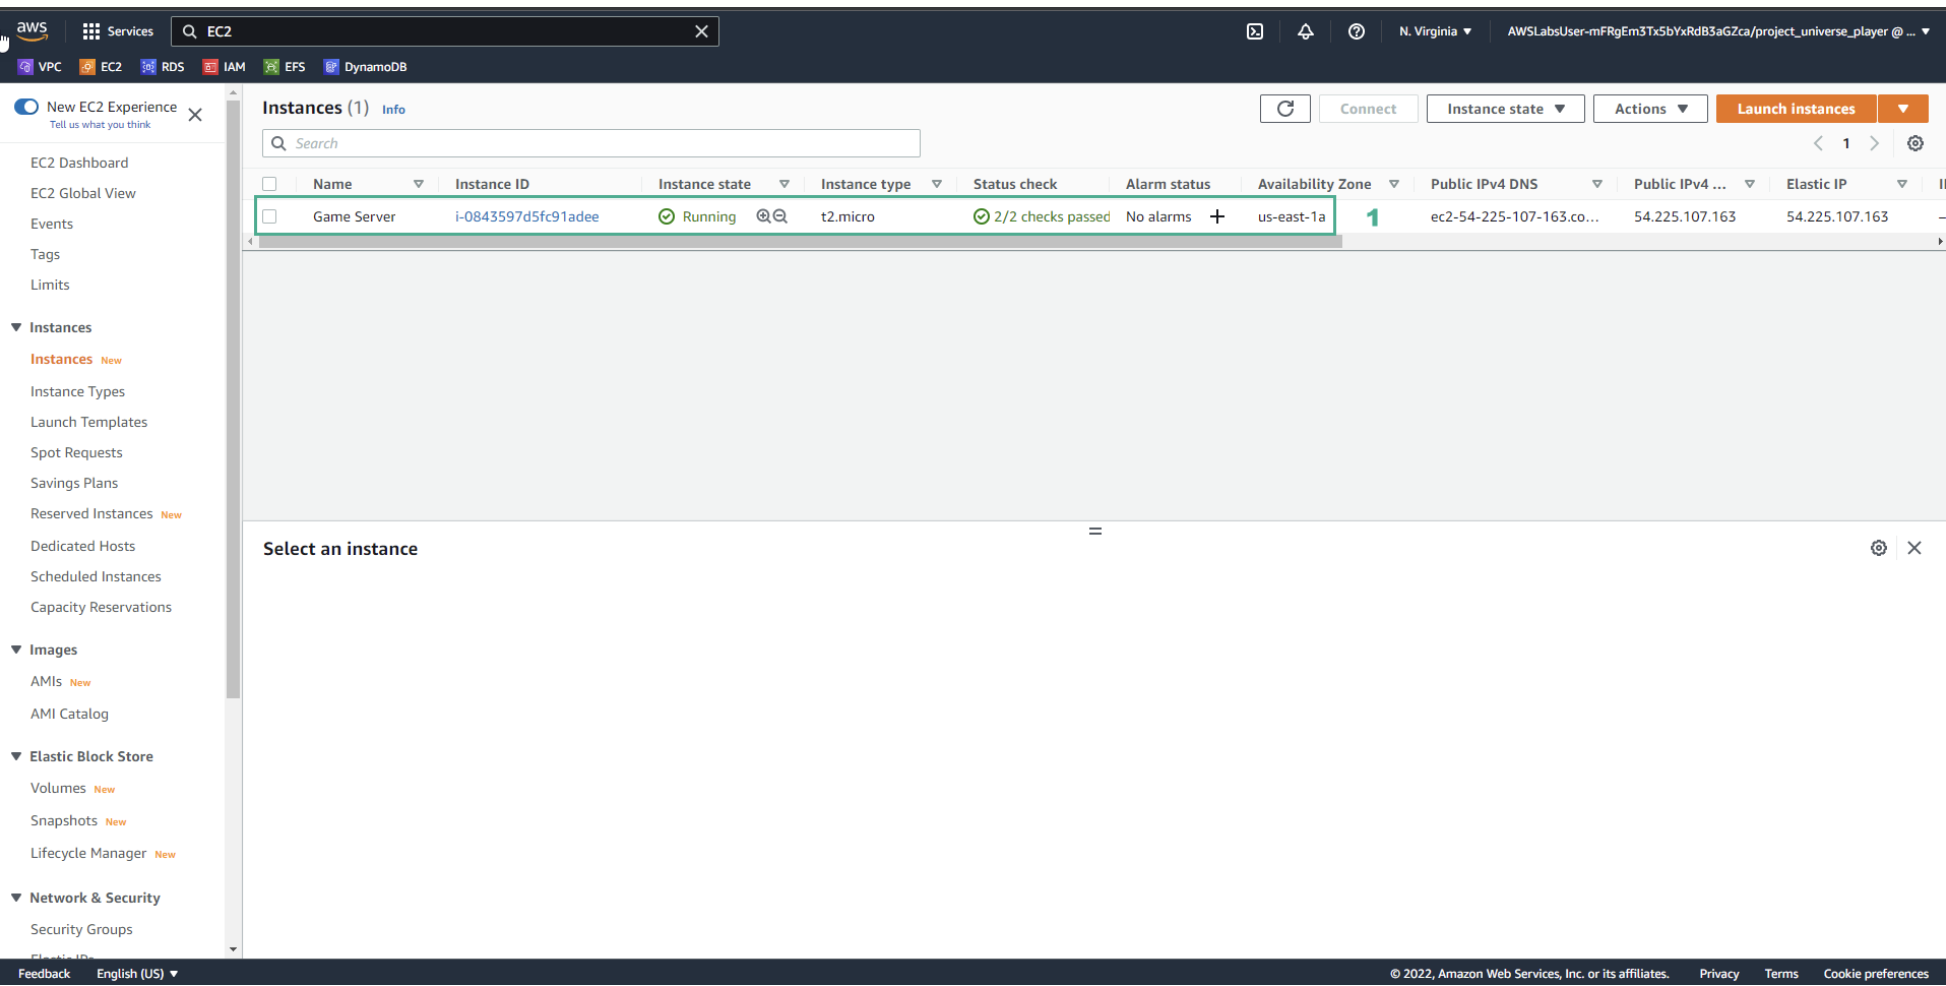 aws Services EC2 N. Virginia ▼ AWSLabsUser-mFRgEm3Tx5bYxRdB3aGZca/project_universe_player @ ... ▼
VPC EC2 RDS IAM EFS DynamoDB
New EC2 Experience
Tell us what you think
EC2 Dashboard
EC2 Global View
Events
Tags
Limits
Instances
Instances New
Instance Types
Launch Templates
Spot Requests
Savings Plans
Reserved Instances New
Dedicated Hosts
Scheduled Instances
Capacity Reservations
Images
AMIs New
AMI Catalog
Elastic Block Store
Volumes New
Snapshots New
Lifecycle Manager New
Network & Security
Security Groups
Elastic IPs
Instances (1) Info Connect Instance state ▼ Actions ▼ Launch instances ▼
Search 1
Name Instance ID Instance state Instance type Status check Alarm status Availability Zone Public IPv4 DNS Public IPv4 ... Elastic IP
Game Server i-0843597d5fc91adee Running t2.micro 2/2 checks passed No alarms + us-east-1a 1 ec2-54-225-107-163.co... 54.225.107.163 54.225.107.163 –
Select an instance
Feedback English (US) ▼ © 2022, Amazon Web Services, Inc. or its affiliates. Privacy Terms Cookie preferences